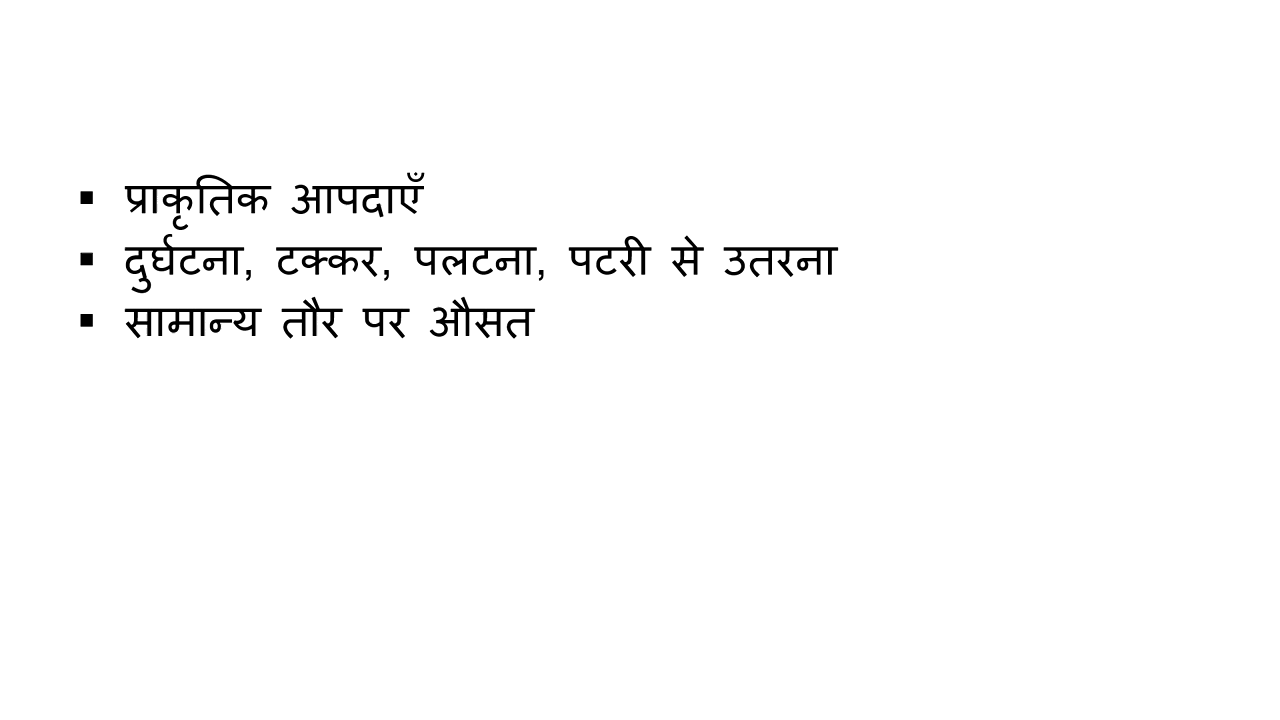 ▪ प्राकृतिक आपदाएँ
▪ दुर्घटना, टक्कर, पलटना, पटरी से उतरना
▪ सामान्य तौर पर औसत